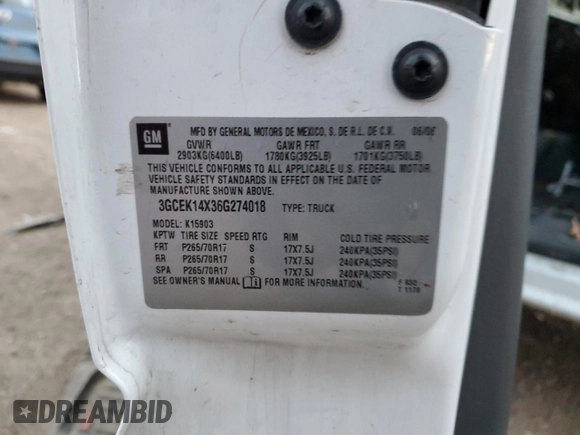 GM
MFD BY GENERAL MOTORS DE MEXICO, S. DE R.L. DE C.V. 06/06
GVWR GAWR FRT GAWR RR
2903KG(6400LB) 1780KG(3925LB) 1701KG(3750LB)
THIS VEHICLE CONFORMS TO ALL APPLICABLE U.S. FEDERAL MOTOR
VEHICLE SAFETY STANDARDS IN EFFECT ON THE DATE OF
MANUFACTURE SHOWN ABOVE.
3GCEK14X36G274018 TYPE: TRUCK
MODEL: K15903
KPTW TIRE SIZE SPEED RTG RIM COLD TIRE PRESSURE
FRT P265/70R17 S 17X7.5J 240KPA(35PSI)
RR P265/70R17 S 17X7.5J 240KPA(35PSI)
SPA P265/70R17 S 17X7.5J 240KPA(35PSI)
SEE OWNER'S MANUAL FOR MORE INFORMATION.
DREAMBID